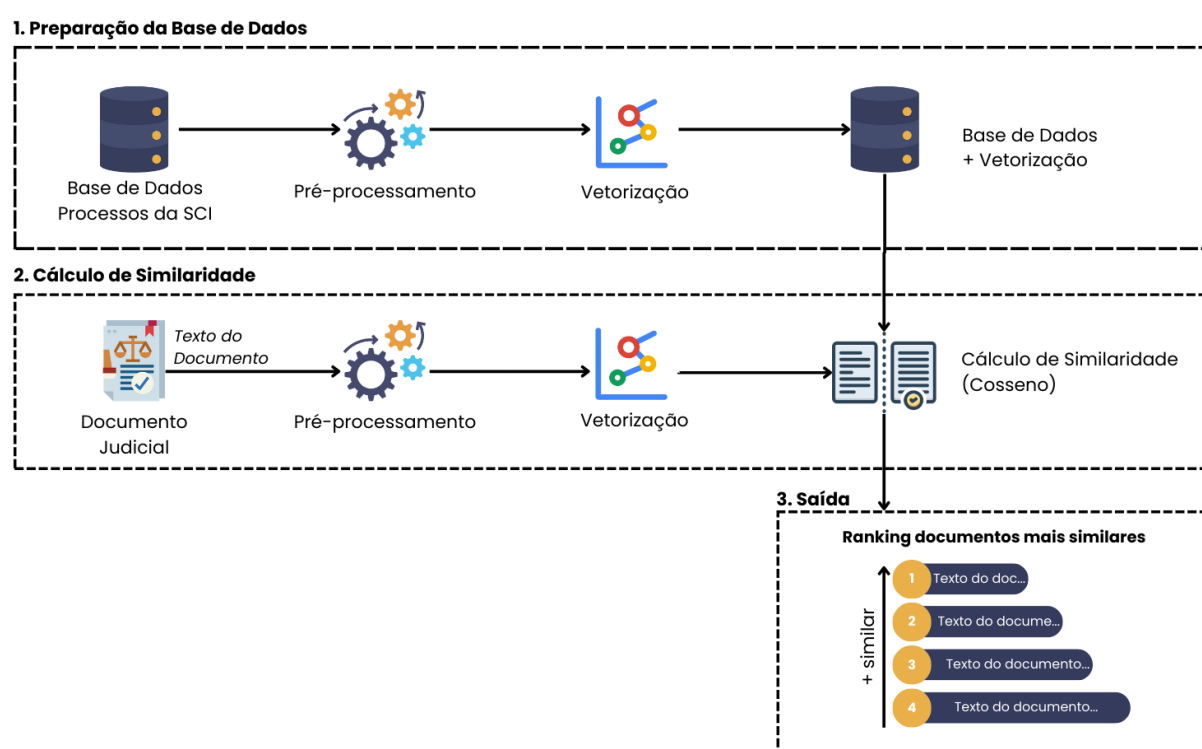 1. Preparação da Base de Dados
Base de Dados
Processos da SCI
Pré-processamento
Vetorização
Base de Dados
+ Vetorização
2. Cálculo de Similaridade
Texto do
Documento
Documento
Judicial
Pré-processamento
Vetorização
Cálculo de Similaridade
(Cosseno)
3. Saída
Ranking documentos mais similares
+ similar
1 Texto do doc...
2 Texto do docume...
3 Texto do documento...
4 Texto do documento...